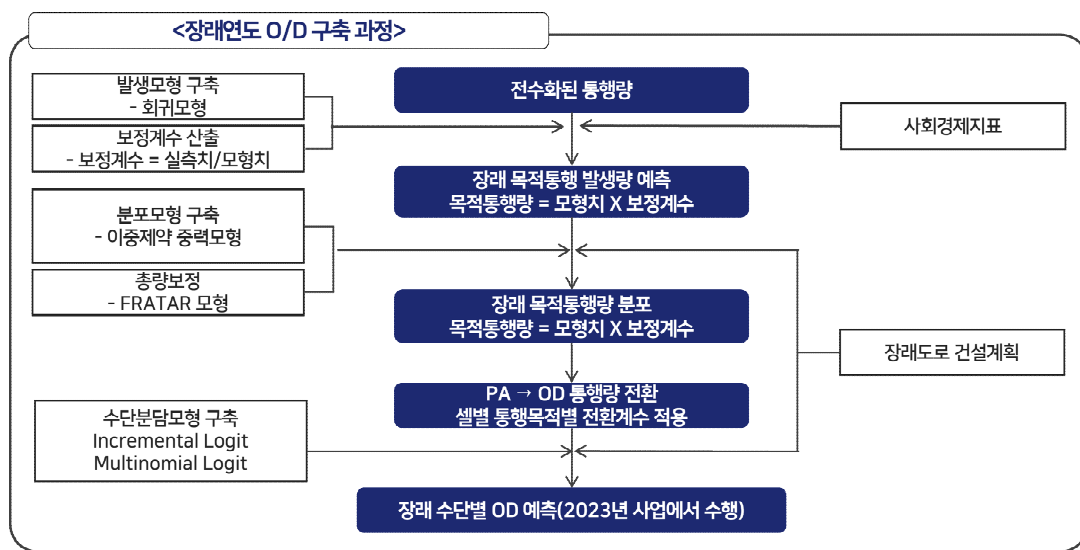 <장래연도 O/D 구축 과정>
발생모형 구축
- 회귀모형
보정계수 산출
- 보정계수 = 실측치/모형치
전수화된 통행량
사회경제지표
장래 목적통행 발생량 예측
목적통행량 = 모형치 X 보정계수
분포모형 구축
- 이중제약 중력모형
총량보정
- FRATAR 모형
장래 목적통행량 분포
목적통행량 = 모형치 X 보정계수
장래도로 건설계획
PA → OD 통행량 전환
셀별 통행목적별 전환계수 적용
수단분담모형 구축
Incremental Logit
Multinomial Logit
장래 수단별 OD 예측(2023년 사업에서 수행)